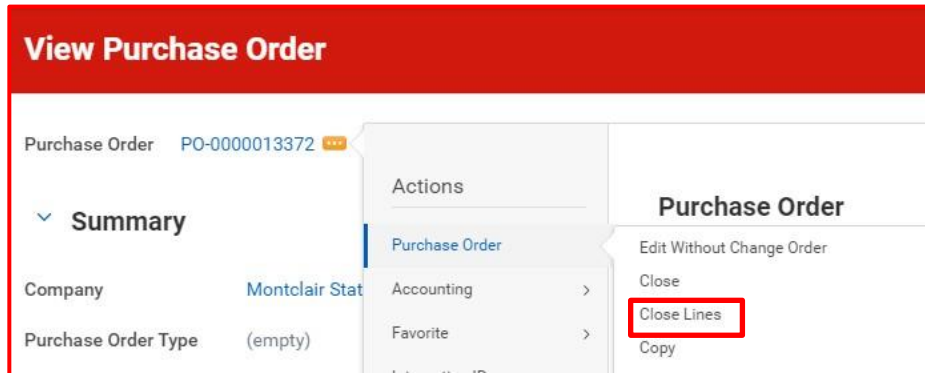 View Purchase Order
Purchase Order PO-0000013372
Actions
Purchase Order
Summary
Purchase Order
Edit Without Change Order
Company Montclair Stat
Accounting
Close
Close Lines
Purchase Order Type (empty)
Favorite
Copy